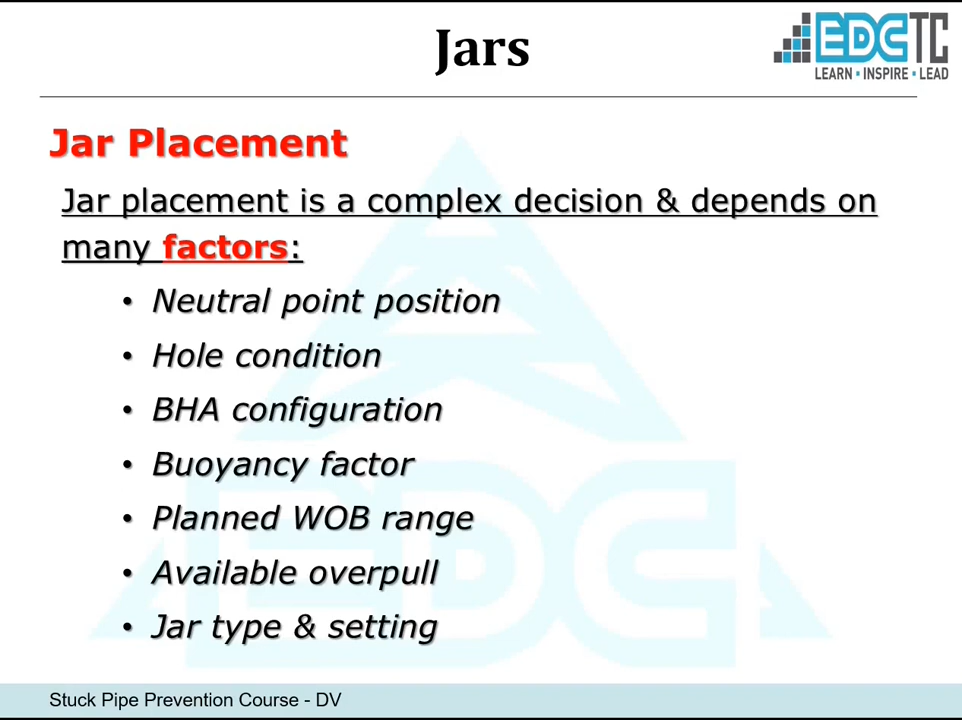 Jars
EDCTC
LEARN ▪ INSPIRE ▪ LEAD
Jar Placement
Jar placement is a complex decision & depends on
many factors:
• Neutral point position
• Hole condition
• BHA configuration
• Buoyancy factor
• Planned WOB range
• Available overpull
• Jar type & setting
EDC
Stuck Pipe Prevention Course - DV